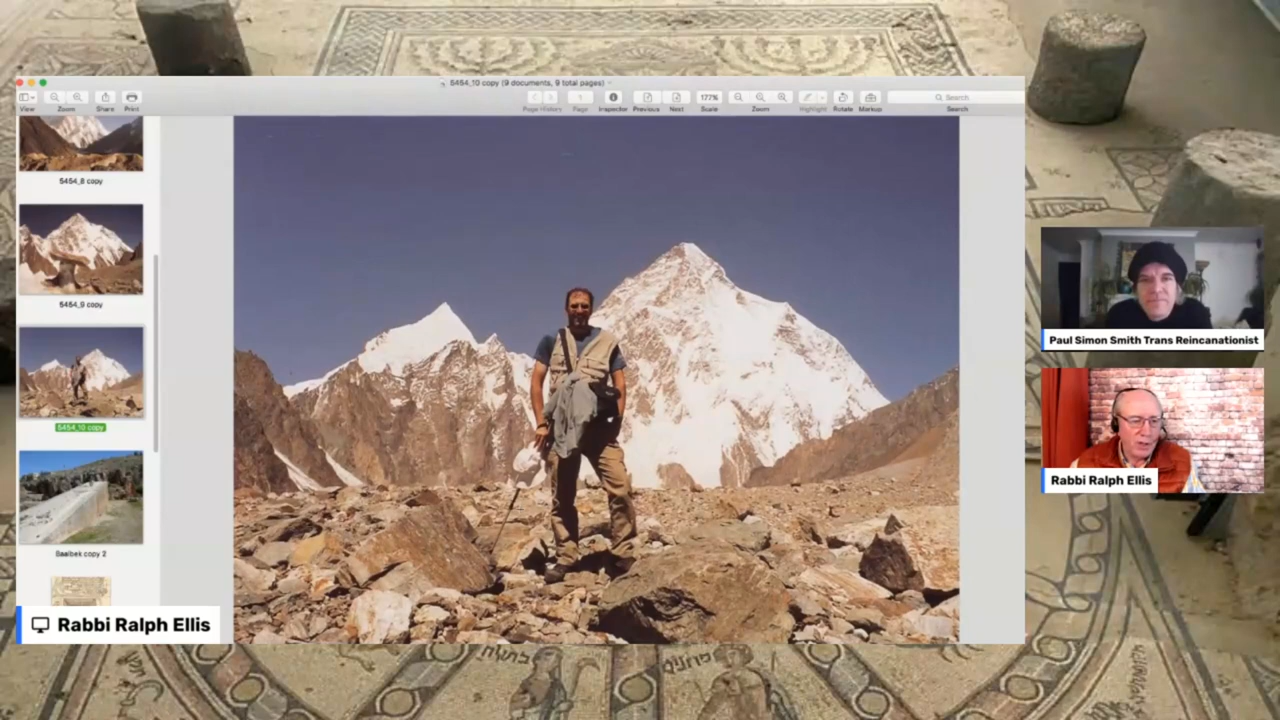 5454_10 copy (9 documents, 9 total pages)
View Zoom Share Print Page History Page Inspector Previous Next Scale Zoom Highlight Rotate Markup Search
177%
Search
5454_8 copy
5454_9 copy
5454_10 copy
Baalbek copy 2
Rabbi Ralph Ellis
Paul Simon Smith Trans Reincanationist
Rabbi Ralph Ellis